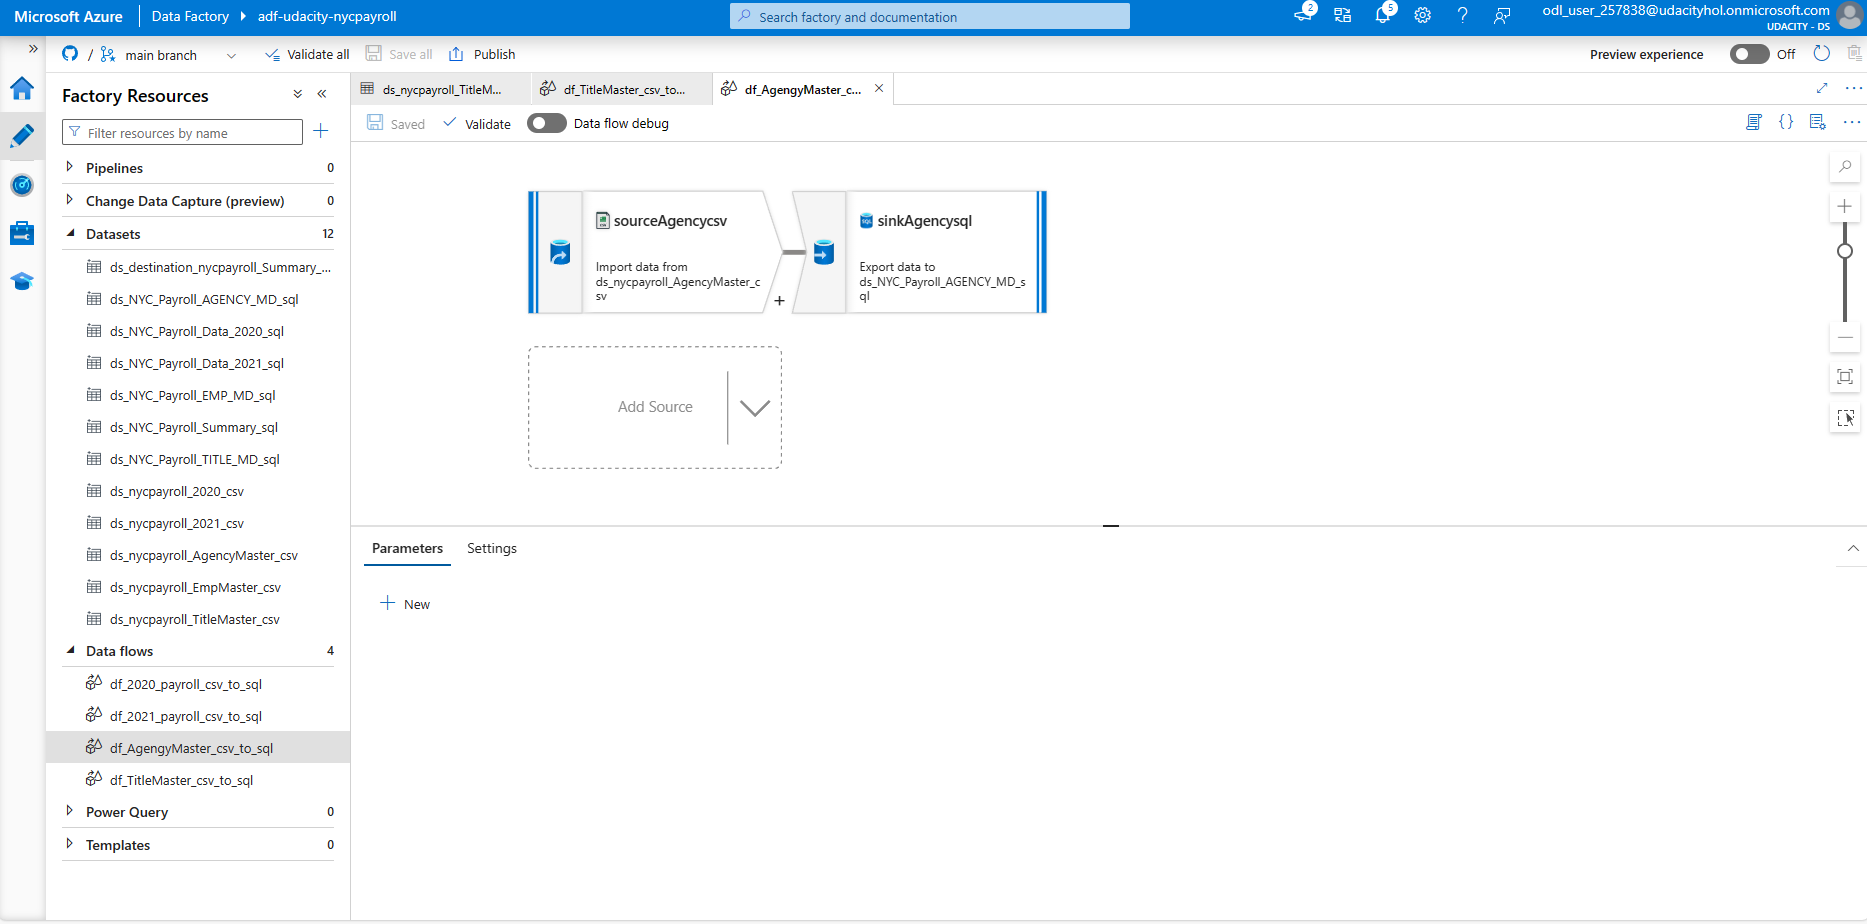 Microsoft Azure
Data Factory
adf-udacity-nycpayroll
Search factory and documentation
2
5
odl_user_257838@udacityhol.onmicrosoft.com
UDACITY - DS
/
main branch
Validate all
Save all
Publish
Preview experience
Off
Factory Resources
Filter resources by name
Pipelines 0
Change Data Capture (preview) 0
Datasets 12
ds_destination_nycpayroll_Summary_...
ds_NYC_Payroll_AGENCY_MD_sql
ds_NYC_Payroll_Data_2020_sql
ds_NYC_Payroll_Data_2021_sql
ds_NYC_Payroll_EMP_MD_sql
ds_NYC_Payroll_Summary_sql
ds_NYC_Payroll_TITLE_MD_sql
ds_nycpayroll_2020_csv
ds_nycpayroll_2021_csv
ds_nycpayroll_AgencyMaster_csv
ds_nycpayroll_EmpMaster_csv
ds_nycpayroll_TitleMaster_csv
Data flows 4
df_2020_payroll_csv_to_sql
df_2021_payroll_csv_to_sql
df_AgengyMaster_csv_to_sql
df_TitleMaster_csv_to_sql
Power Query 0
Templates 0
ds_nycpayroll_TitleM...
df_TitleMaster_csv_to...
df_AgengyMaster_c...
Saved
Validate
Data flow debug
sourceAgencycsv
Import data from
ds_nycpayroll_AgencyMaster_c
sv
sinkAgencysql
Export data to
ds_NYC_Payroll_AGENCY_MD_s
ql
Add Source
Parameters
Settings
New